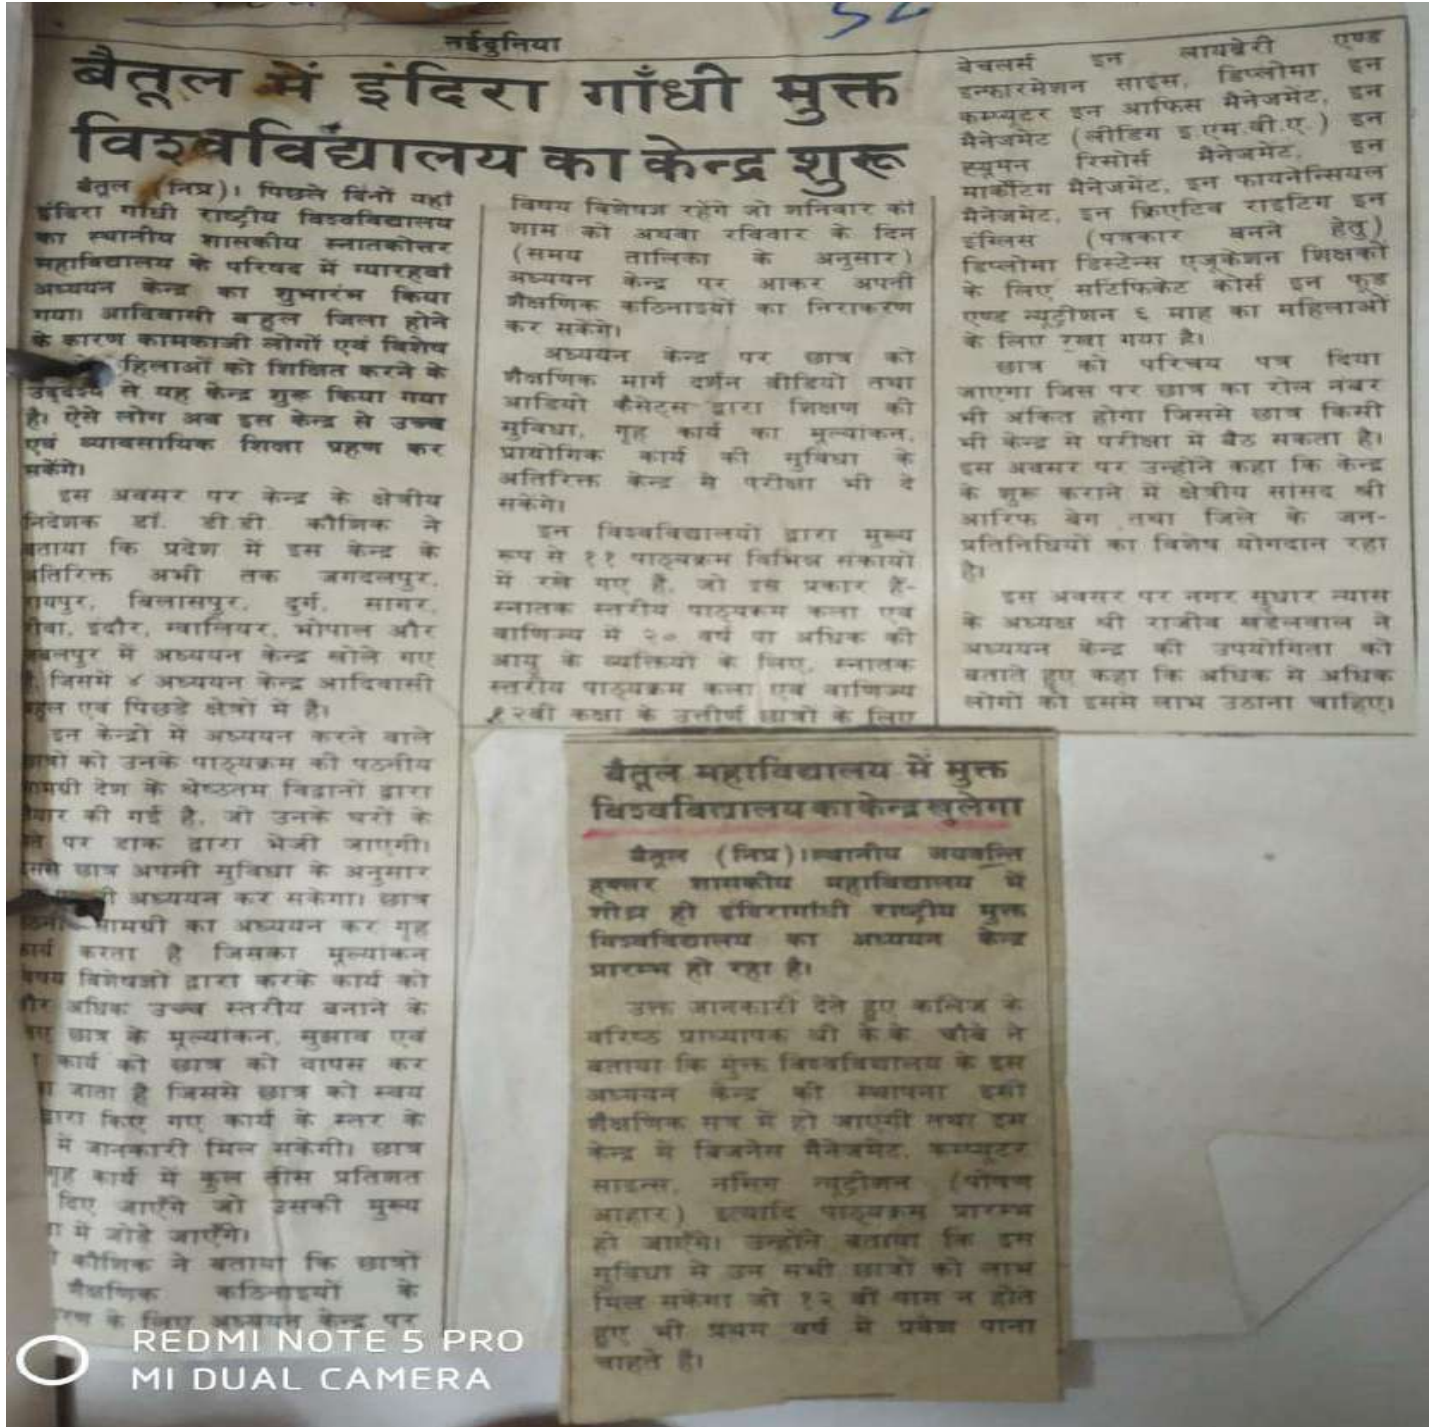 नईदुनिया
बैतूल में इंदिरा गाँधी मुक्त
विश्वविद्यालय का केन्द्र शुरू
बैतूल (निप्र)। पिछले दिनों यहाँ
इंदिरा गांधी राष्ट्रीय विश्वविद्यालय
का स्थानीय शासकीय स्नातकोत्तर
महाविद्यालय के परिषद में ग्यारहवां
अध्ययन केन्द्र का शुभारंभ किया
गया। आदिवासी बहुल जिला होने
के कारण कामकाजी लोगों एवं विशेष
हिलाओं को शिक्षित करने के
उद्देश्य से यह केन्द्र शुरू किया गया
है। ऐसे लोग अब इस केन्द्र से उच्च
एवं व्यावसायिक शिक्षा ग्रहण कर
सकेंगे।
इस अवसर पर केन्द्र के क्षेत्रीय
निदेशक डॉ. डी.डी. कौशिक ने
बताया कि प्रदेश में इस केन्द्र के
अतिरिक्त अभी तक जगदलपुर,
रायपुर, बिलासपुर, दुर्ग, सागर,
रीवा, इंदौर, ग्वालियर, भोपाल और
जबलपुर में अध्ययन केन्द्र खोले गए
है, जिसमें ४ अध्ययन केन्द्र आदिवासी
बहुल एवं पिछडे क्षेत्रों में हैं।
इन केन्द्रों में अध्ययन करने वाले
छात्रों को उनके पाठ्यक्रम की पठनीय
सामग्री देश के श्रेष्ठतम विद्वानों द्वारा
तैयार की गई है, जो उनके घरों के
पते पर डाक द्वारा भेजी जाएगी।
इससे छात्र अपनी सुविधा के अनुसार
अध्ययन कर सकेगा। छात्र
सामग्री का अध्ययन कर गृह
कार्य करता है जिसका मूल्यांकन
विषय विशेषज्ञों द्वारा करके कार्य को
और अधिक उच्च स्तरीय बनाने के
लिए छात्र के मूल्यांकन, सुझाव एवं
कार्य को छात्र को वापस कर
जाता है जिससे छात्र को स्वयं
द्वारा किए गए कार्य के स्तर के
में जानकारी मिल सकेगी। छात्र
गृह कार्य में कुल तीस प्रतिशत
दिए जाएँगे जो उसकी मुख्य
में जोडे जाएँगे।
कौशिक ने बताया कि छात्रों
शैक्षणिक कठिनाइयों के
के लिए अध्ययन केन्द्र पर
विषय विशेषज्ञ रहेंगे जो शनिवार की
शाम को अथवा रविवार के दिन
(समय तालिका के अनुसार)
अध्ययन केन्द्र पर आकर अपनी
शैक्षणिक कठिनाइयों का निराकरण
कर सकेंगे।
अध्ययन केन्द्र पर छात्र को
शैक्षणिक मार्ग दर्शन वीडियो तथा
आडियो कैसेट्स द्वारा शिक्षण की
सुविधा, गृह कार्य का मूल्यांकन,
प्रायोगिक कार्य की सुविधा के
अतिरिक्त केन्द्र में परीक्षा भी दे
सकेंगे।
इन विश्वविद्यालयों द्वारा मुख्य
रूप से ११ पाठ्यक्रम विभिन्न संकायों
में रखे गए है, जो इस प्रकार हैं-
स्नातक स्तरीय पाठ्यक्रम कला एवं
वाणिज्य में २० वर्ष या अधिक की
आयु के व्यक्तियों के लिए, स्नातक
स्तरीय पाठ्यक्रम कला एवं वाणिज्य
१२वीं कक्षा के उत्तीर्ण छात्रों के लिए
बेचलर्स इन लायब्रेरी एण्ड
इन्फारमेशन साइंस, डिप्लोमा इन
कम्प्यूटर इन आफिस मैनेजमेंट, इन
मैनेजमेंट (लीडिंग इ.एम.बी.ए.) इन
ह्यूमन रिसोर्स मैनेजमेंट, इन
मार्केटिंग मैनेजमेंट, इन फायनेन्सियल
मैनेजमेंट, इन क्रिएटिव राइटिंग इन
इंग्लिस (पत्रकार बनने हेतु)
डिप्लोमा डिस्टेन्स एजूकेशन शिक्षकों
के लिए सर्टिफिकेट कोर्स इन फूड
एण्ड न्यूट्रीशन ६ माह का महिलाओं
के लिए रखा गया है।
छात्र को परिचय पत्र दिया
जाएगा जिस पर छात्र का रोल नंबर
भी अंकित होगा जिससे छात्र किसी
भी केन्द्र में परीक्षा में बैठ सकता है।
इस अवसर पर उन्होंने कहा कि केन्द्र
के शुरू कराने में क्षेत्रीय सांसद श्री
आरिफ बेग तथा जिले के जन-
प्रतिनिधियों का विशेष योगदान रहा
है।
इस अवसर पर नगर सुधार न्यास
के अध्यक्ष श्री राजीव खंडेलवाल ने
अध्ययन केन्द्र की उपयोगिता को
बताते हुए कहा कि अधिक से अधिक
लोगों को इससे लाभ उठाना चाहिए।
बैतूल महाविद्यालय में मुक्त
विश्वविद्यालय का केन्द्र खुलेगा
बैतूल (निप्र)। स्थानीय जयवन्ति
हक्सर शासकीय महाविद्यालय में
शीघ्र ही इंदिरागांधी राष्ट्रीय मुक्त
विश्वविद्यालय का अध्ययन केन्द्र
प्रारम्भ हो रहा है।
उक्त जानकारी देते हुए कॉलेज के
वरिष्ठ प्राध्यापक श्री के.के. चौबे ने
बताया कि मुक्त विश्वविद्यालय के इस
अध्ययन केन्द्र की स्थापना इसी
शैक्षणिक सत्र में हो जाएगी तथा इस
केन्द्र में बिजनेस मैनेजमेंट, कम्प्यूटर
साइन्स, नर्सिंग न्यूट्रीशन (पोषण
आहार) इत्यादि पाठ्यक्रम प्रारम्भ
हो जाएँगे। उन्होंने बताया कि इस
सुविधा से उन सभी छात्रों को लाभ
मिल सकेगा जो १२ वीं पास न होते
हुए भी प्रथम वर्ष में प्रवेश पाना
चाहते हैं।
REDMI NOTE 5 PRO
MI DUAL CAMERA